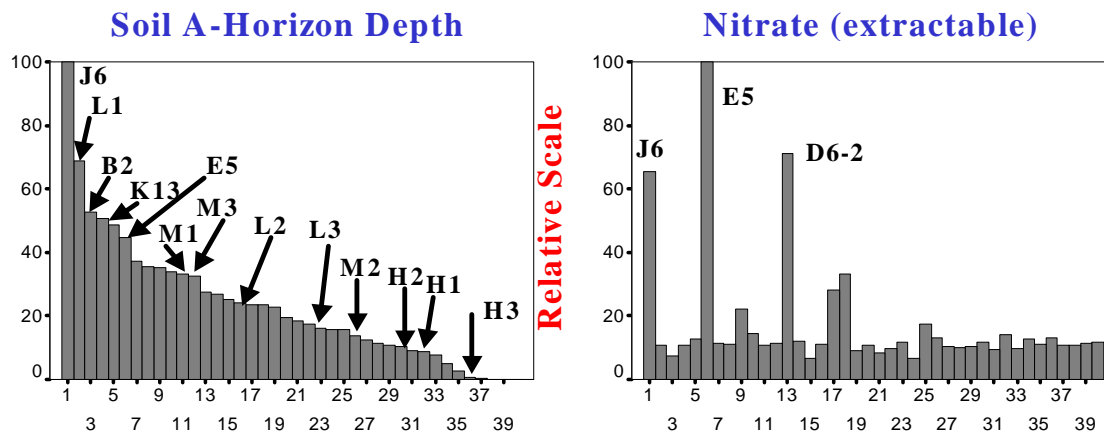 Soil A-Horizon Depth
100
80
60
40
20
0
J6
L1
B2
K13
E5
M1
M3
L2
L3
M2
H2
H1
H3
1 5 9 13 17 21 25 29 33 37
3 7 11 15 19 23 27 31 35 39
Relative Scale
Nitrate (extractable)
100
80
60
40
20
0
J6
E5
D6-2
1 5 9 13 17 21 25 29 33 37
3 7 11 15 19 23 27 31 35 39